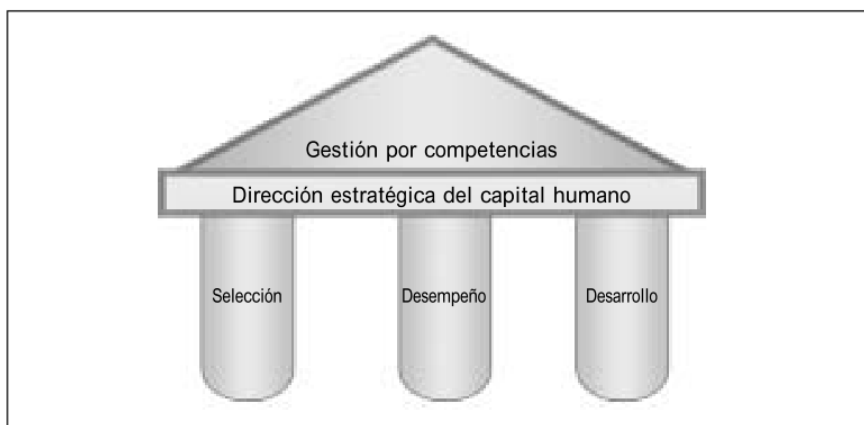 Gestión por competencias
Dirección estratégica del capital humano
Selección
Desempeño
Desarrollo